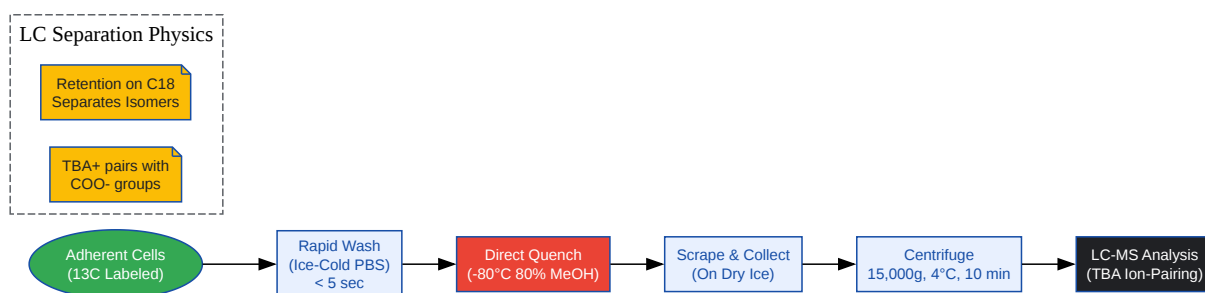 LC Separation Physics
Retention on C18
Separates Isomers
TBA+ pairs with
COO- groups
Adherent Cells
(13C Labeled)
Rapid Wash
(Ice-Cold PBS)
< 5 sec
Direct Quench
(-80°C 80% MeOH)
Scrape & Collect
(On Dry Ice)
Centrifuge
15,000g, 4°C, 10 min
LC-MS Analysis
(TBA Ion-Pairing)